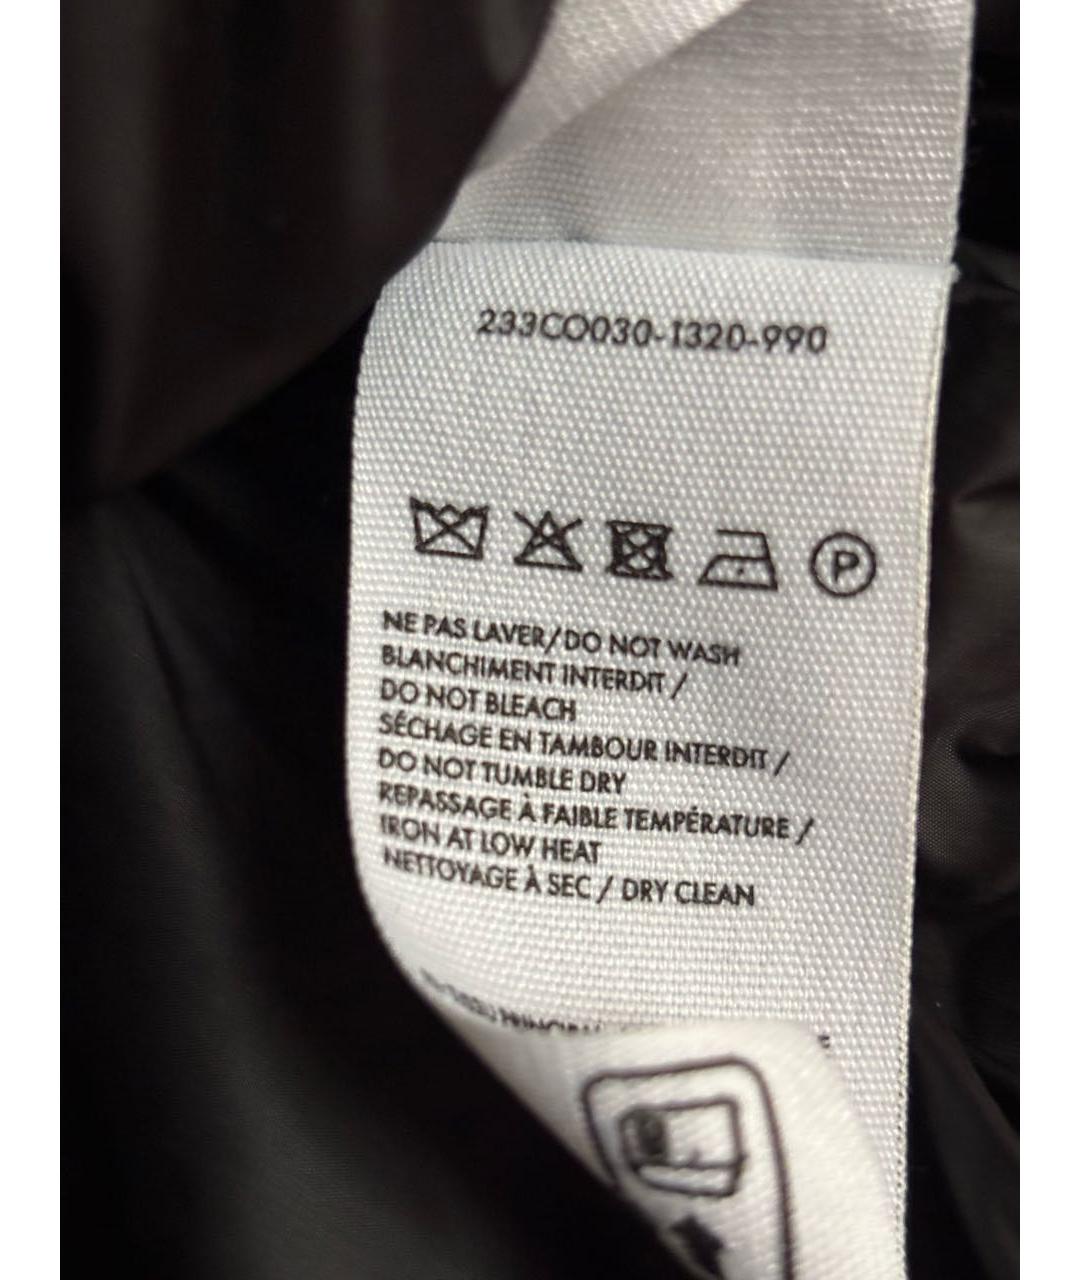 233CO030-1320-990
P
NE PAS LAVER/DO NOT WASH
BLANCHIMENT INTERDIT /
DO NOT BLEACH
SÉCHAGE EN TAMBOUR INTERDIT /
DO NOT TUMBLE DRY
REPASSAGE À FAIBLE TEMPÉRATURE /
IRON AT LOW HEAT
NETTOYAGE À SEC / DRY CLEAN